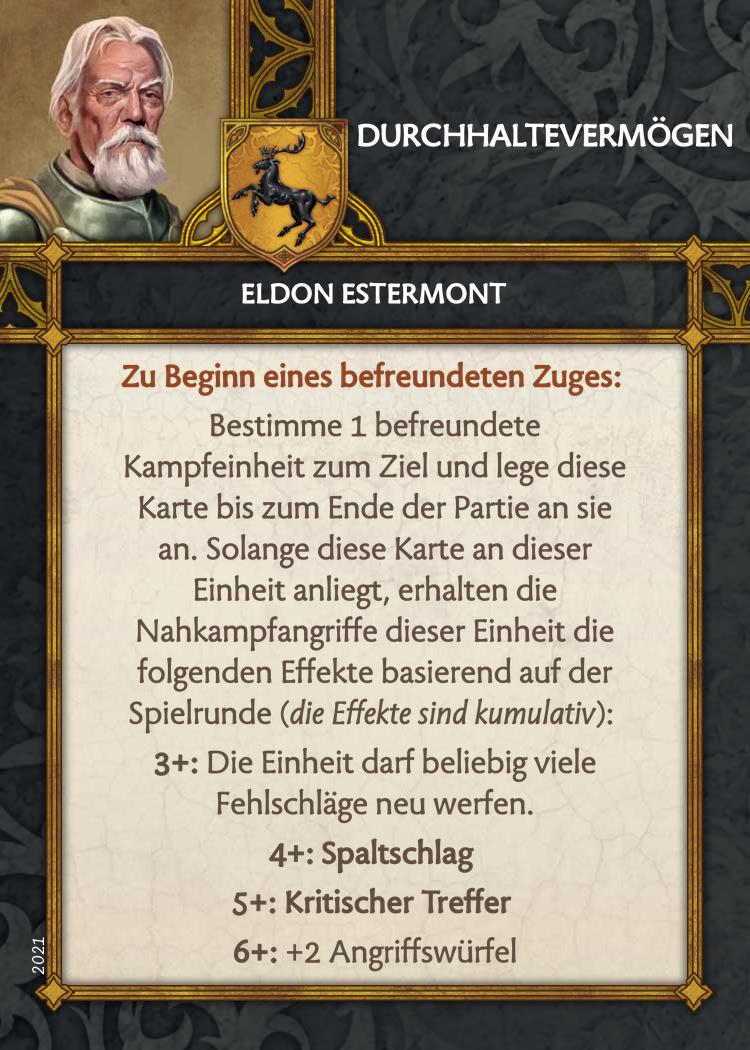 DURCHHALTEVERMÖGEN
ELDON ESTERMONT
Zu Beginn eines befreundeten Zuges:
Bestimme 1 befreundete
Kampfeinheit zum Ziel und lege diese
Karte bis zum Ende der Partie an sie
an. Solange diese Karte an dieser
Einheit anliegt, erhalten die
Nahkampfangriffe dieser Einheit die
folgenden Effekte basierend auf der
Spielrunde (die Effekte sind kumulativ):
3+: Die Einheit darf beliebig viele
Fehlschläge neu werfen.
4+: Spaltschlag
5+: Kritischer Treffer
6+: +2 Angriffswürfel
2021